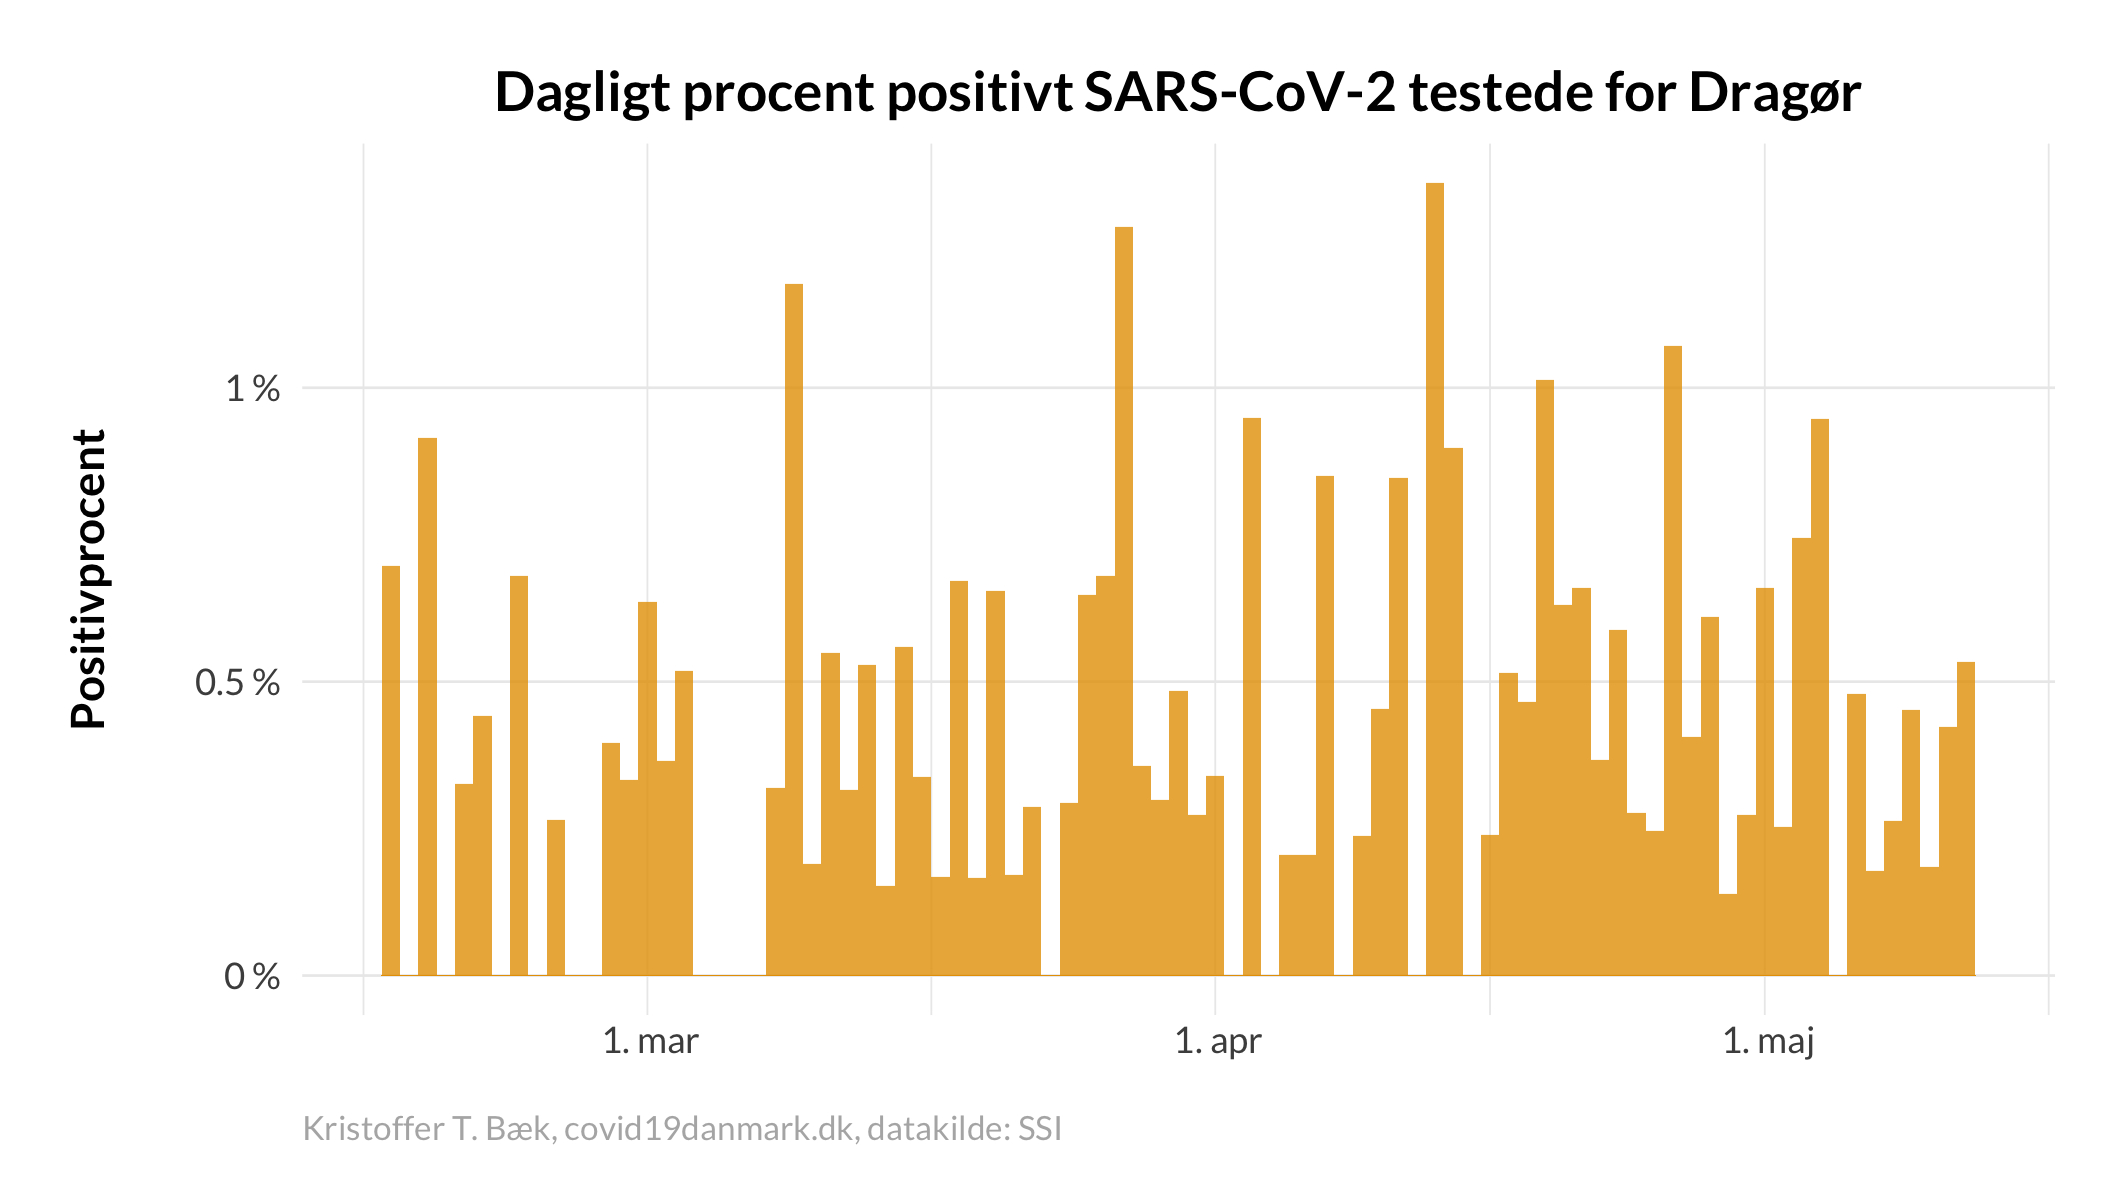 Dagligt procent positivt SARS-CoV-2 testede for Dragør
Positivprocent
1 %
0.5 %
0 %
1. mar
1. apr
1. maj
Kristoffer T. Bæk, covid19danmark.dk, datakilde: SSI